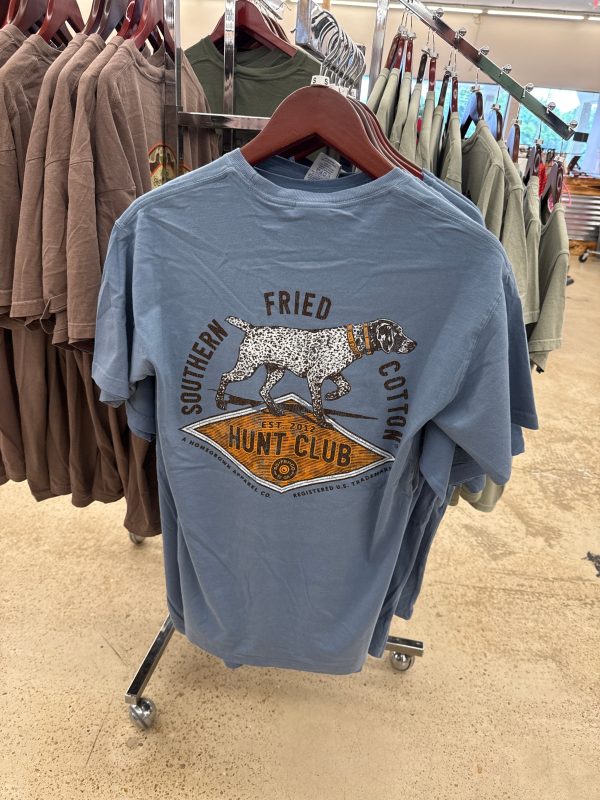 S S
SOUTHERN FRIED COTTON
EST. 2012
HUNT CLUB
A HOMEGROWN APPAREL CO. REGISTERED U.S. TRADEMARK